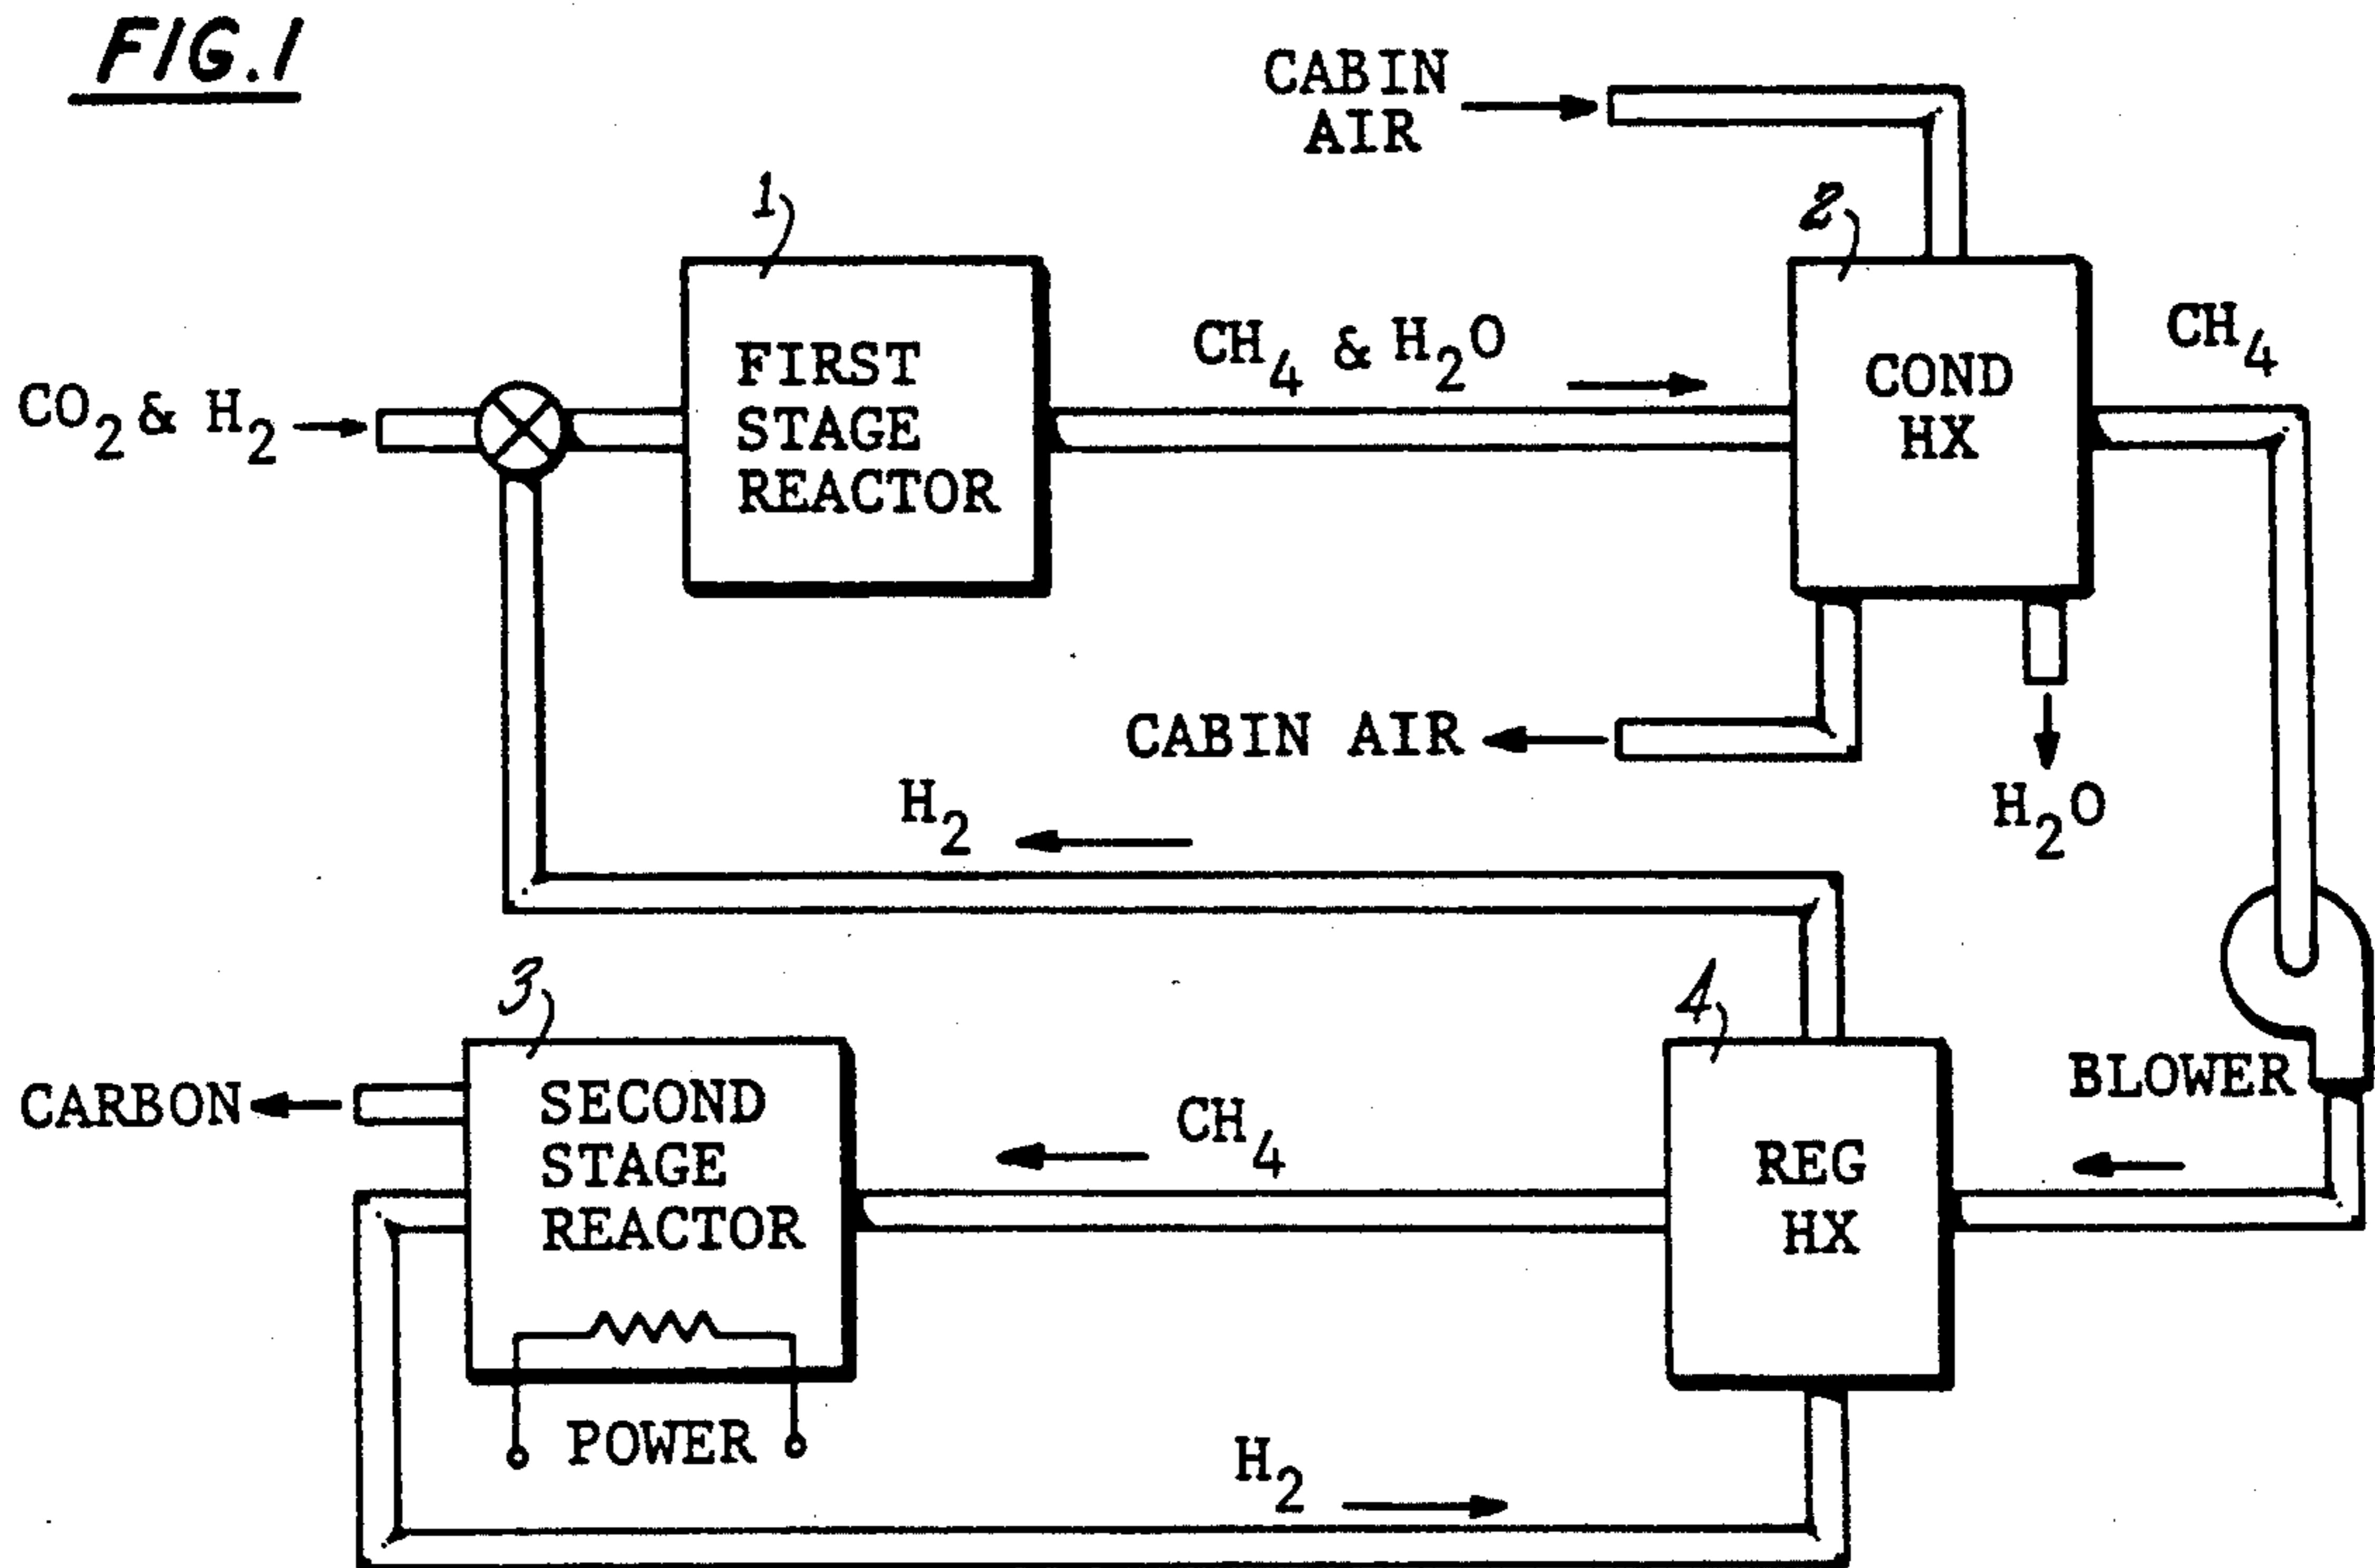 FIG. 1
CABIN
AIR
1
2
FIRST
STAGE
REACTOR
CO₂ & H₂
CH₄ & H₂O
COND
HX
CH₄
CABIN AIR
H₂O
H₂
3
4
CARBON
SECOND
STAGE
REACTOR
CH₄
REG
HX
BLOWER
POWER
H₂